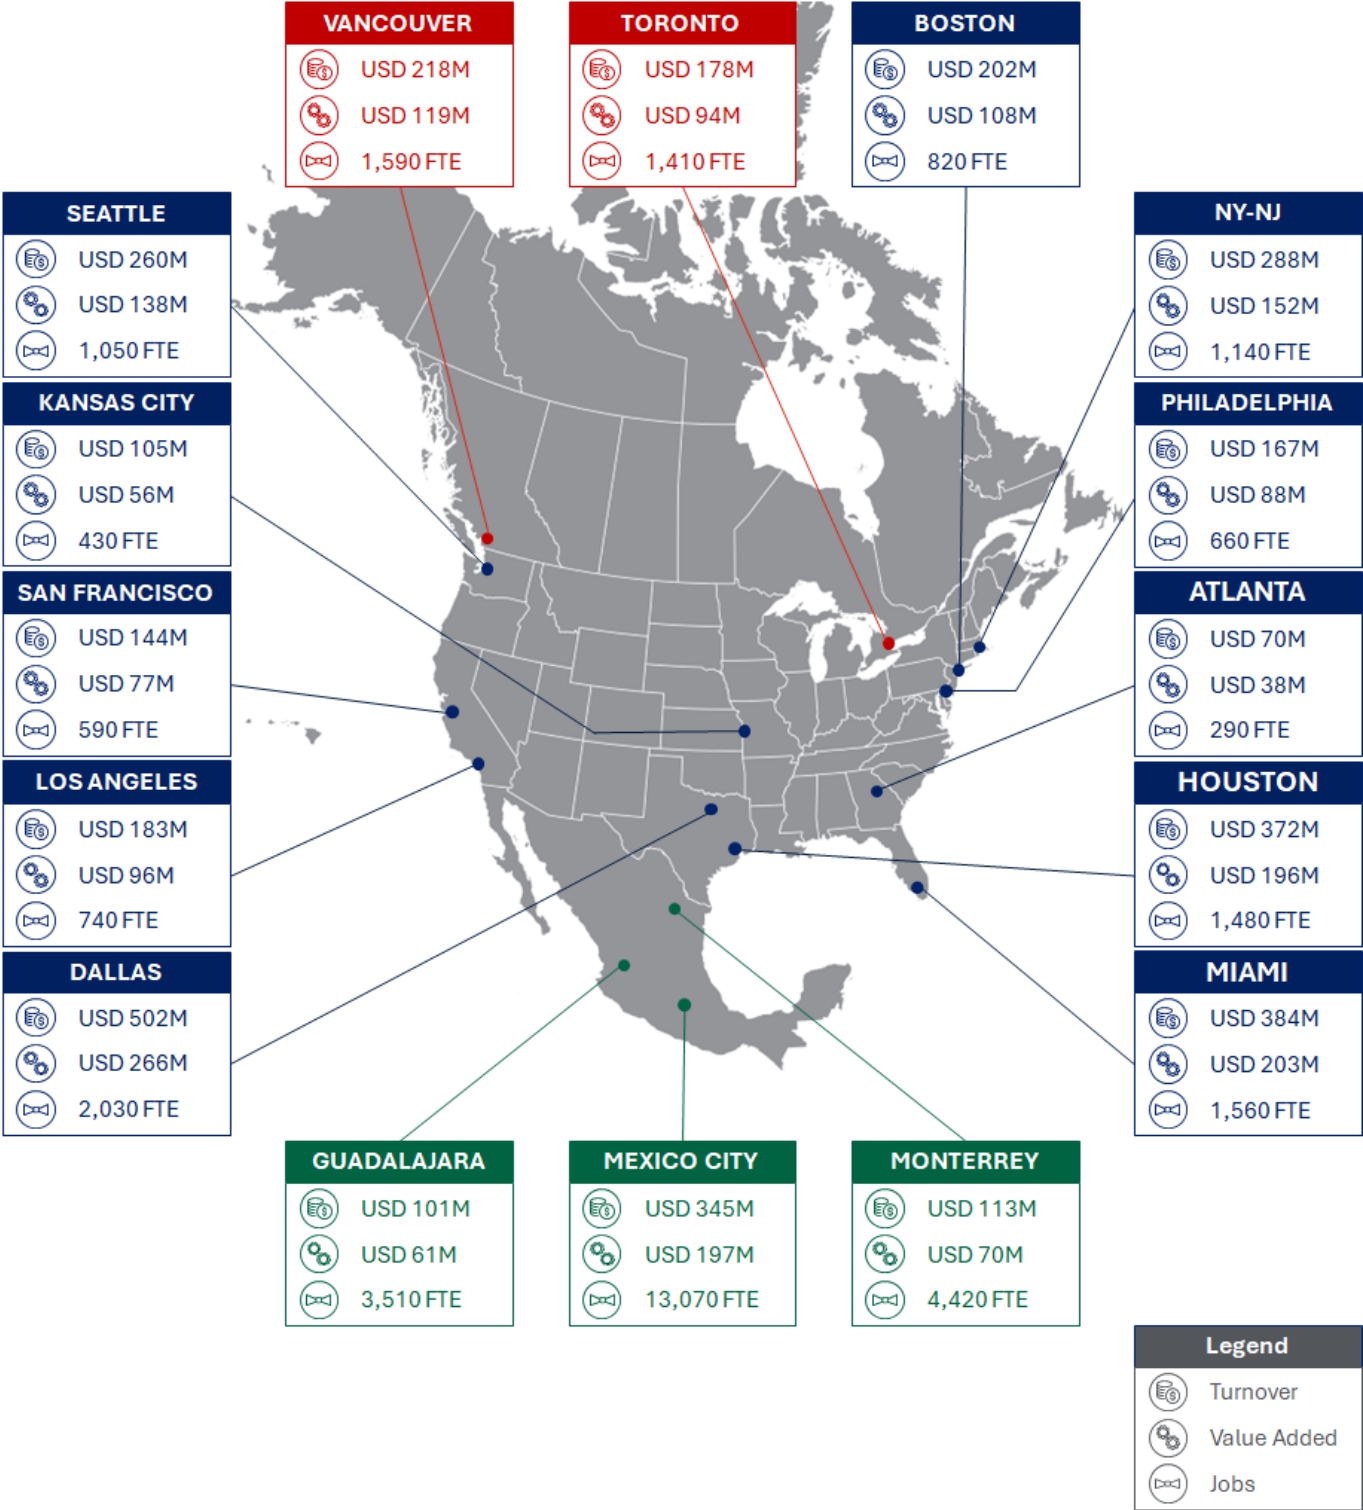 VANCOUVER
USD 218M
USD 119M
1,590 FTE
TORONTO
USD 178M
USD 94M
1,410 FTE
BOSTON
USD 202M
USD 108M
820 FTE
SEATTLE
USD 260M
USD 138M
1,050 FTE
NY-NJ
USD 288M
USD 152M
1,140 FTE
KANSAS CITY
USD 105M
USD 56M
430 FTE
PHILADELPHIA
USD 167M
USD 88M
660 FTE
SAN FRANCISCO
USD 144M
USD 77M
590 FTE
ATLANTA
USD 70M
USD 38M
290 FTE
LOS ANGELES
USD 183M
USD 96M
740 FTE
HOUSTON
USD 372M
USD 196M
1,480 FTE
DALLAS
USD 502M
USD 266M
2,030 FTE
MIAMI
USD 384M
USD 203M
1,560 FTE
GUADALAJARA
USD 101M
USD 61M
3,510 FTE
MEXICO CITY
USD 345M
USD 197M
13,070 FTE
MONTERREY
USD 113M
USD 70M
4,420 FTE
Legend
Turnover
Value Added
Jobs